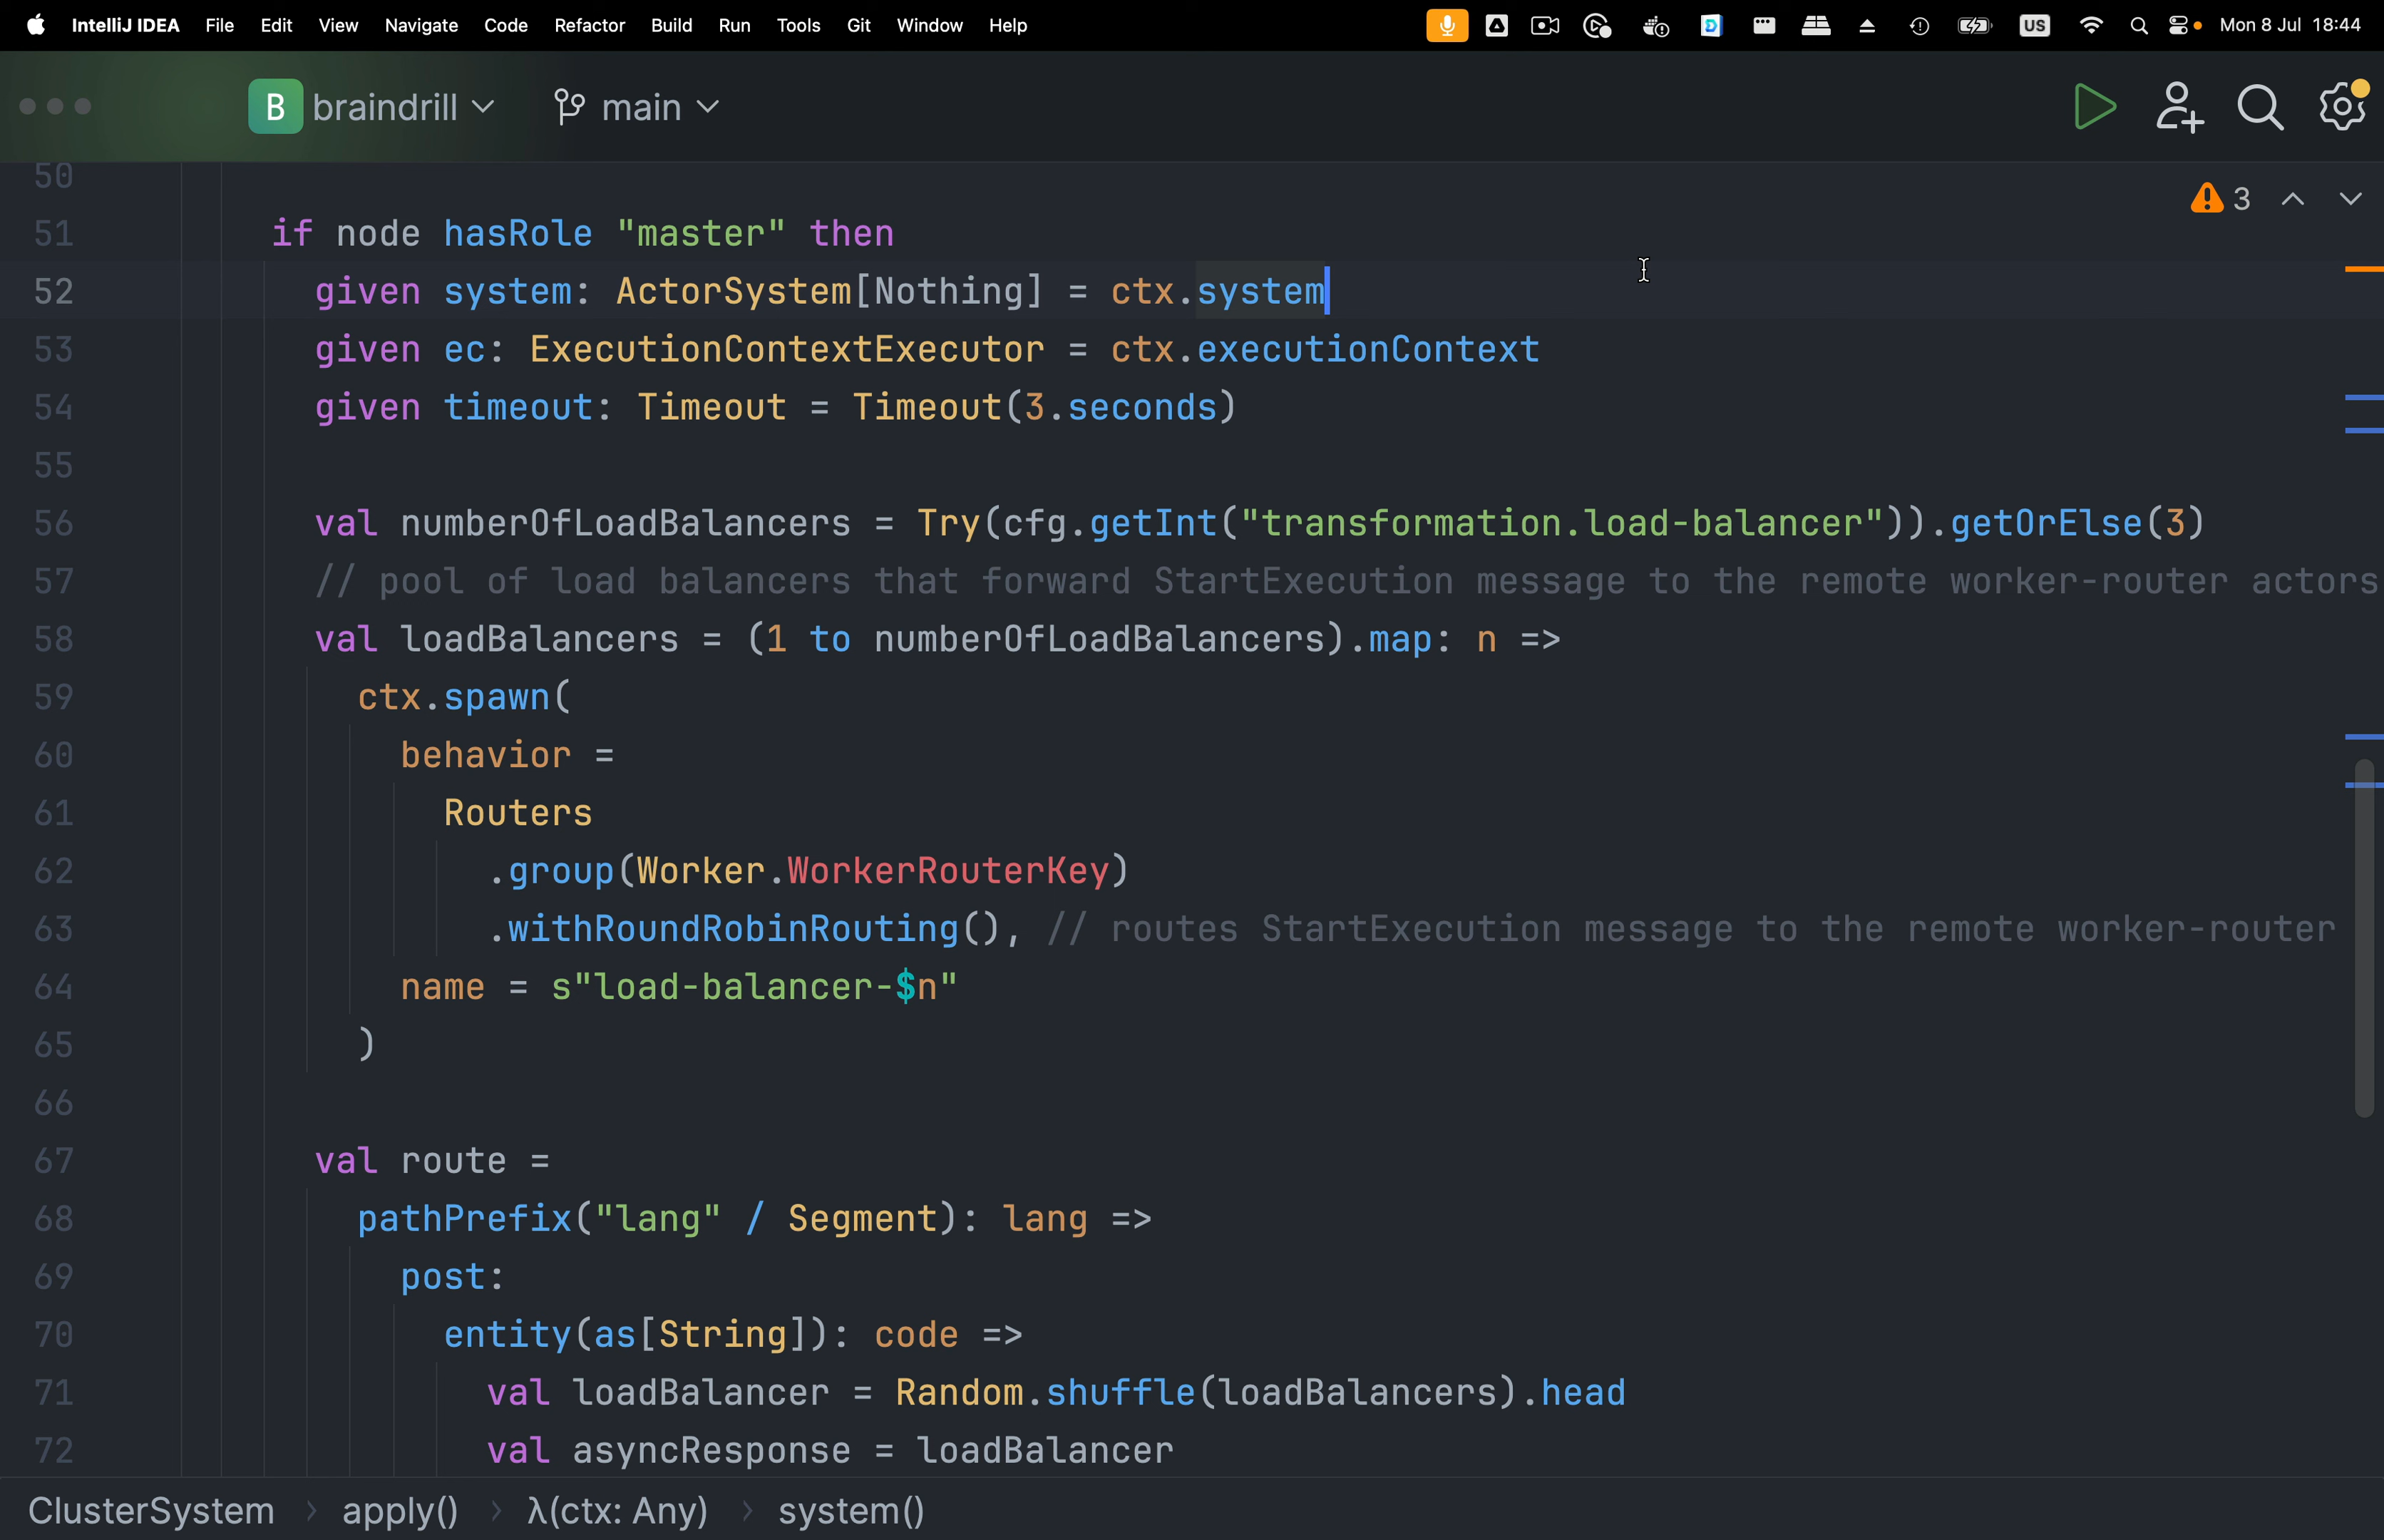 IntelliJ IDEA File Edit View Navigate Code Refactor Build Run Tools Git Window Help US Mon 8 Jul 18:44
B braindrill main
50
3
51 if node hasRole "master" then
52 given system: ActorSystem[Nothing] = ctx.system
53 given ec: ExecutionContextExecutor = ctx.executionContext
54 given timeout: Timeout = Timeout(3.seconds)
55
56 val numberOfLoadBalancers = Try(cfg.getInt("transformation.load-balancer")).getOrElse(3)
57 // pool of load balancers that forward StartExecution message to the remote worker-router actors
58 val loadBalancers = (1 to numberOfLoadBalancers).map: n =>
59 ctx.spawn(
60 behavior =
61 Routers
62 .group(Worker.WorkerRouterKey)
63 .withRoundRobinRouting(), // routes StartExecution message to the remote worker-router
64 name = s"load-balancer-$n"
65 )
66
67 val route =
68 pathPrefix("lang" / Segment): lang =>
69 post:
70 entity(as[String]): code =>
71 val loadBalancer = Random.shuffle(loadBalancers).head
72 val asyncResponse = loadBalancer
ClusterSystem › apply() › λ(ctx: Any) › system()